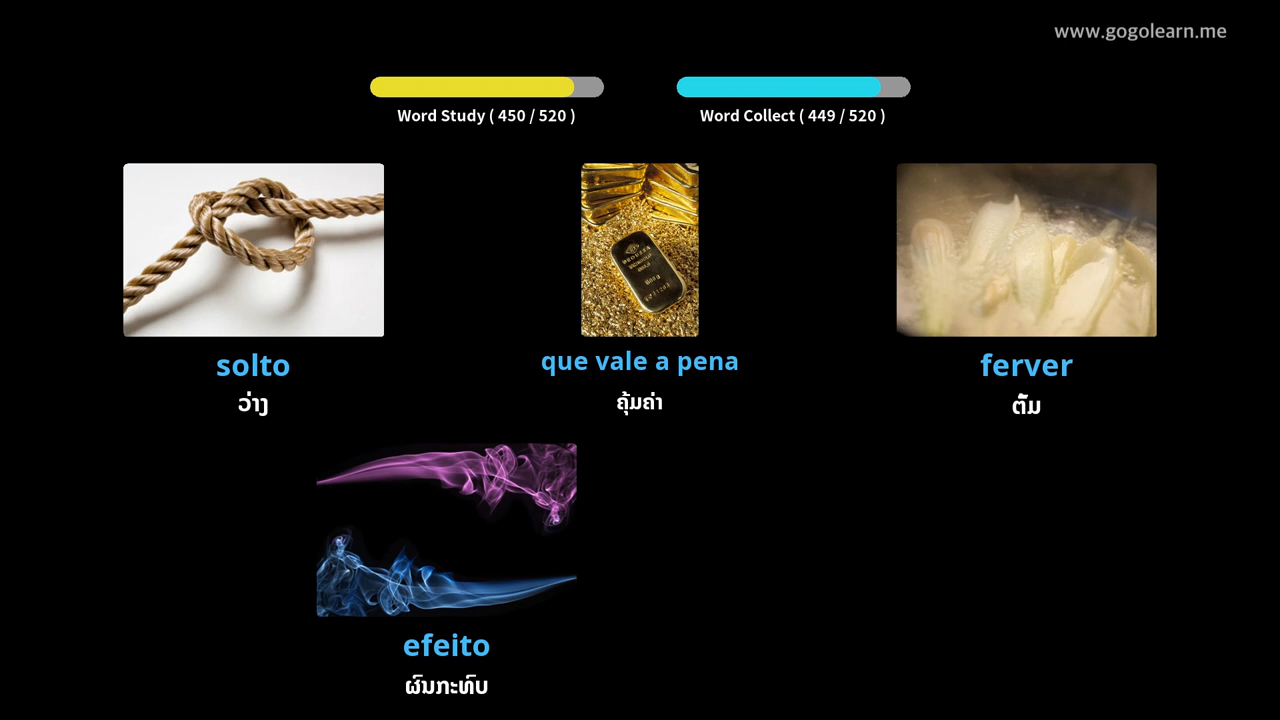 www.gogolearn.me
Word Study ( 450 / 520 )
Word Collect ( 449 / 520 )
solto
ວ່າງ
que vale a pena
ຄຸ້ມຄ່າ
ferver
ຕົ້ມ
efeito
ຜົນກະທົບ